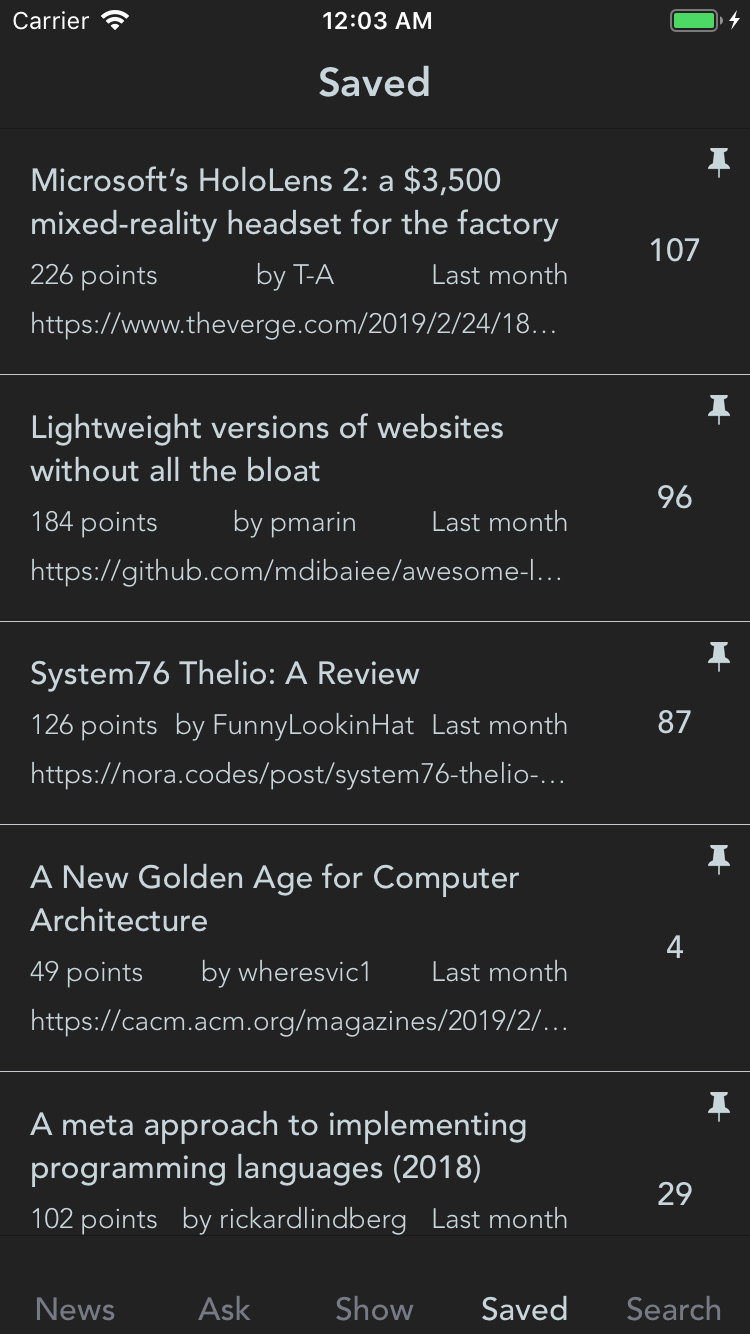 Carrier 12:03 AM
Saved
Microsoft’s HoloLens 2: a $3,500
mixed-reality headset for the factory
107
226 points by T-A Last month
https://www.theverge.com/2019/2/24/18…
Lightweight versions of websites
without all the bloat
96
184 points by pmarin Last month
https://github.com/mdibaiee/awesome-l…
System76 Thelio: A Review
126 points by FunnyLookinHat Last month 87
https://nora.codes/post/system76-thelio-…
A New Golden Age for Computer
Architecture
4
49 points by wheresvic1 Last month
https://cacm.acm.org/magazines/2019/2/…
A meta approach to implementing
programming languages (2018)
29
102 points by rickardlindberg Last month
News Ask Show Saved Search